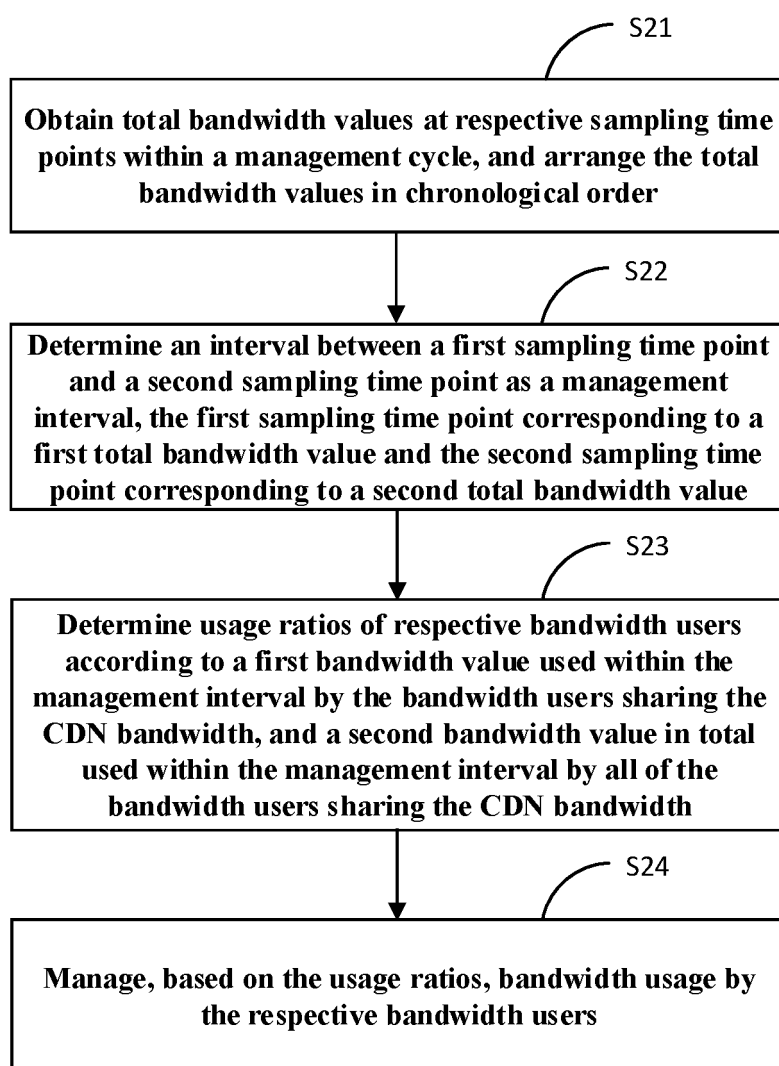 S21
Obtain total bandwidth values at respective sampling time
points within a management cycle, and arrange the total
bandwidth values in chronological order
S22
Determine an interval between a first sampling time point
and a second sampling time point as a management
interval, the first sampling time point corresponding to a
first total bandwidth value and the second sampling time
point corresponding to a second total bandwidth value
S23
Determine usage ratios of respective bandwidth users
according to a first bandwidth value used within the
management interval by the bandwidth users sharing the
CDN bandwidth, and a second bandwidth value in total
used within the management interval by all of the
bandwidth users sharing the CDN bandwidth
S24
Manage, based on the usage ratios, bandwidth usage by
the respective bandwidth users